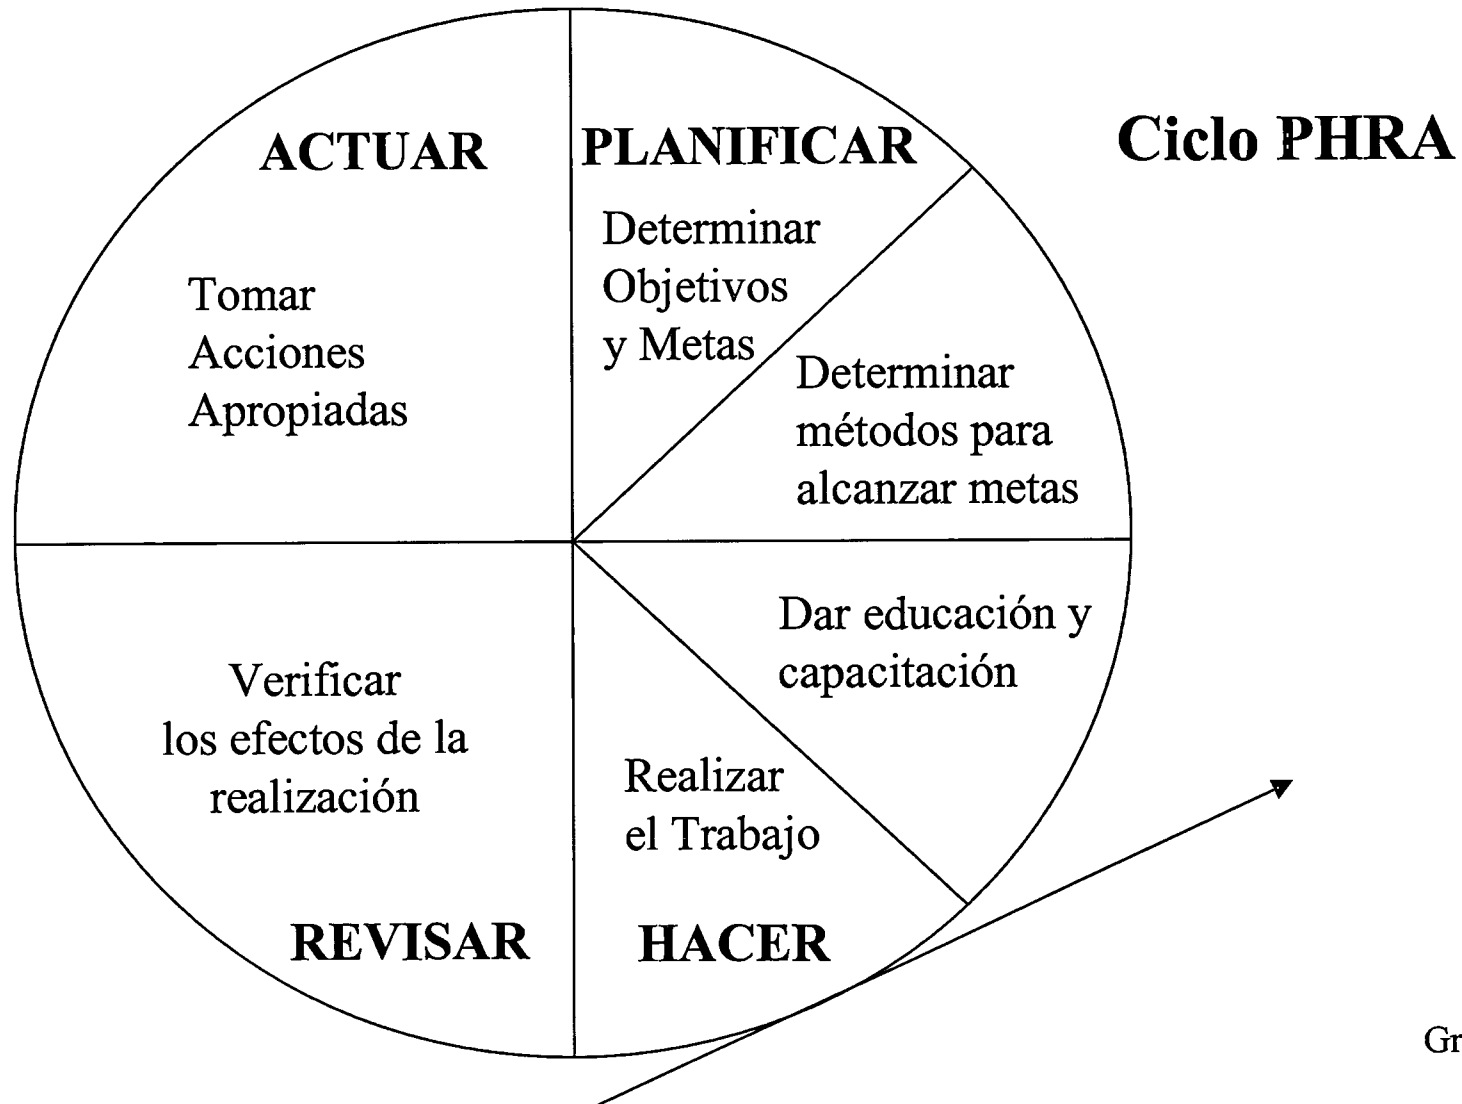 Ciclo PHRA
ACTUAR
Tomar
Acciones
Apropiadas
PLANIFICAR
Determinar
Objetivos
y Metas
Determinar
métodos para
alcanzar metas
Dar educación y
capacitación
Realizar
el Trabajo
HACER
Verificar
los efectos de la
realización
REVISAR
Gr